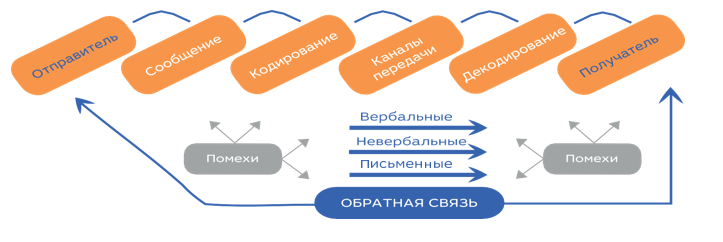 Отправитель
Сообщение
Кодирование
Каналы
передачи
Декодирование
Получатель
Вербальные
Помехи
Невербальные
Помехи
Письменные
ОБРАТНАЯ СВЯЗЬ